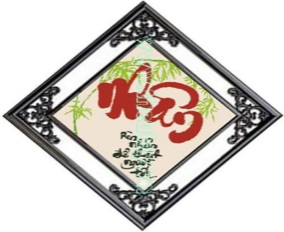 Nhẫn
Rèn
nhẫn
để thành
người
tốt